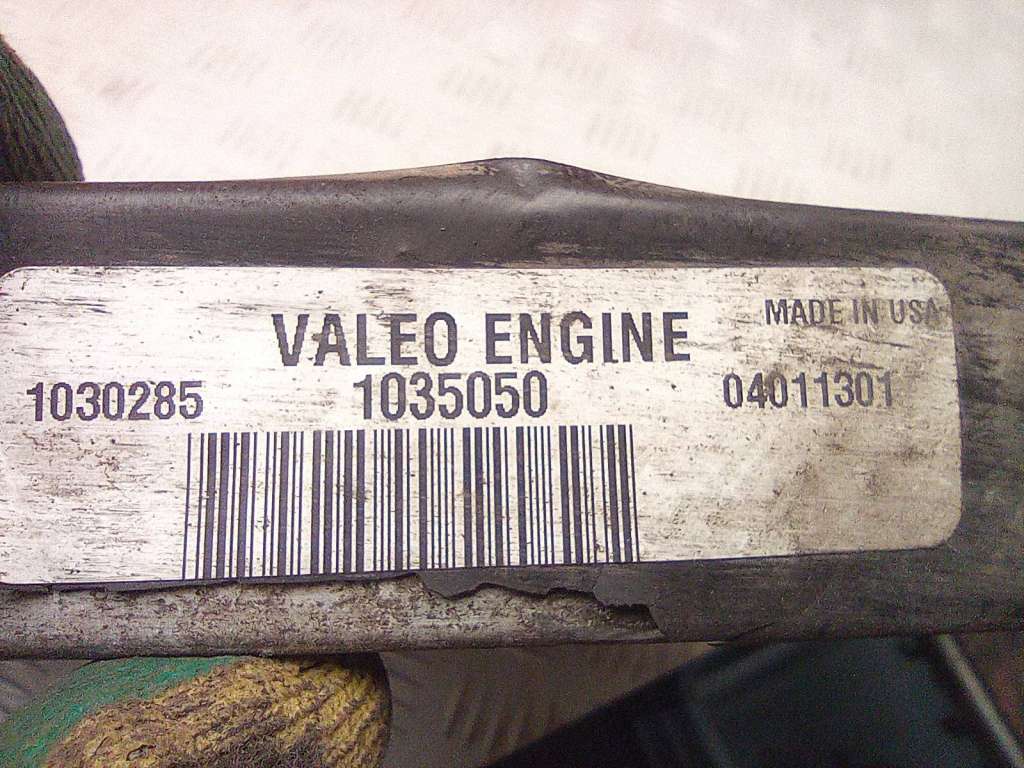 MADE IN USA
VALEO ENGINE
1030285 1035050 04011301